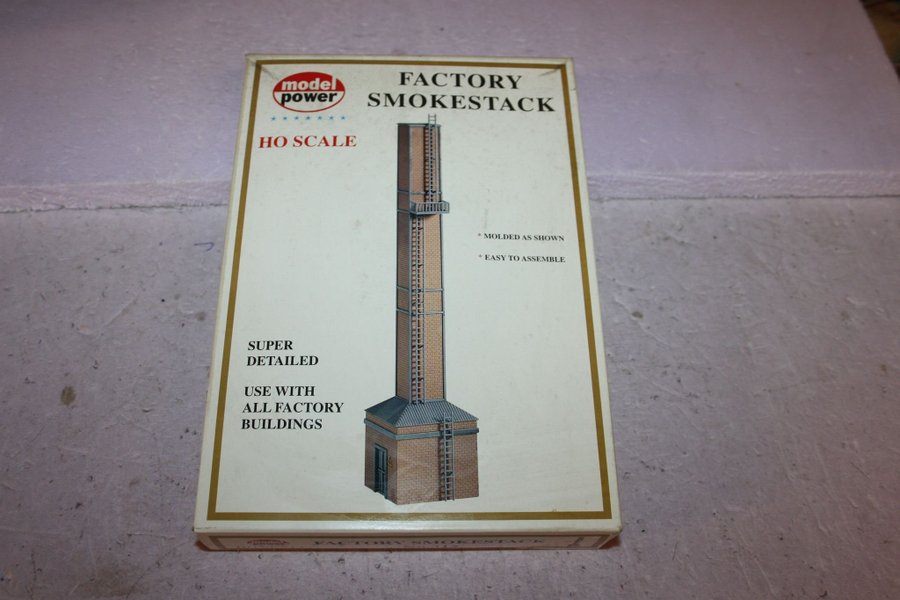 model
power
FACTORY
SMOKESTACK
HO SCALE
* MOLDED AS SHOWN
* EASY TO ASSEMBLE
SUPER
DETAILED
USE WITH
ALL FACTORY
BUILDINGS
FACTORY SMOKESTACK